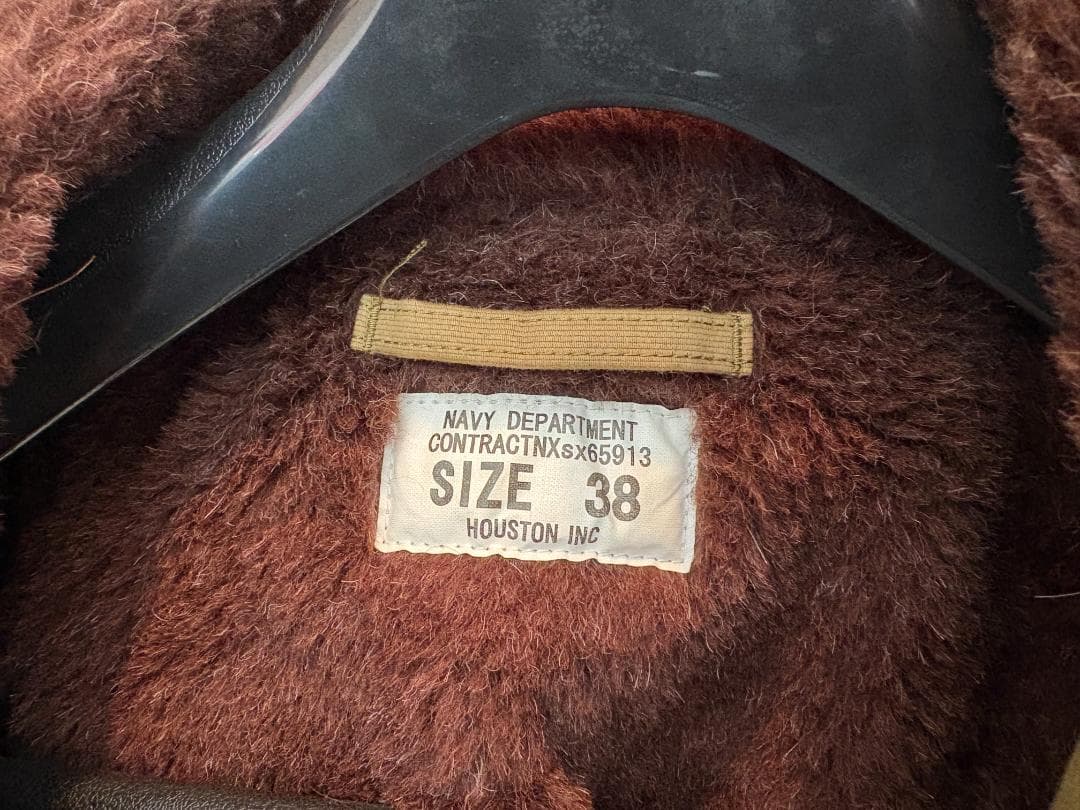 NAVY DEPARTMENT
CONTRACTNXsx65913
SIZE 38
HOUSTON INC